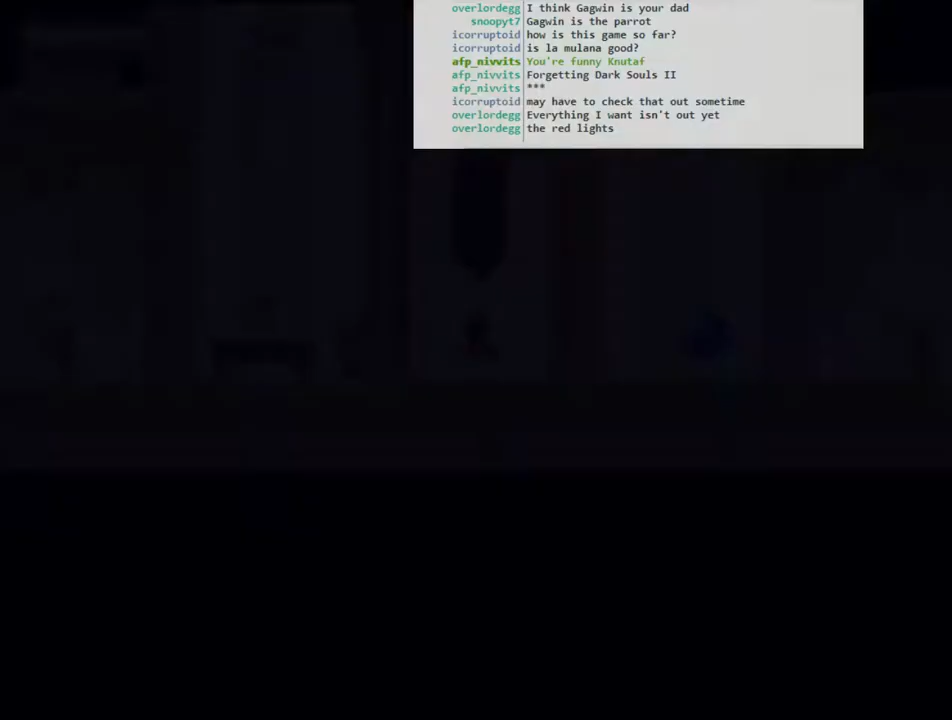 overlordegg I think Gagwin is your dad
snoopyt7 Gagwin is the parrot
icorruptoid how is this game so far?
icorruptoid is la mulana good?
afp_nivvits You're funny Knutaf
afp_nivvits Forgetting Dark Souls II
afp_nivvits ***
icorruptoid may have to check that out sometime
overlordegg Everything I want isn't out yet
overlordegg the red lights